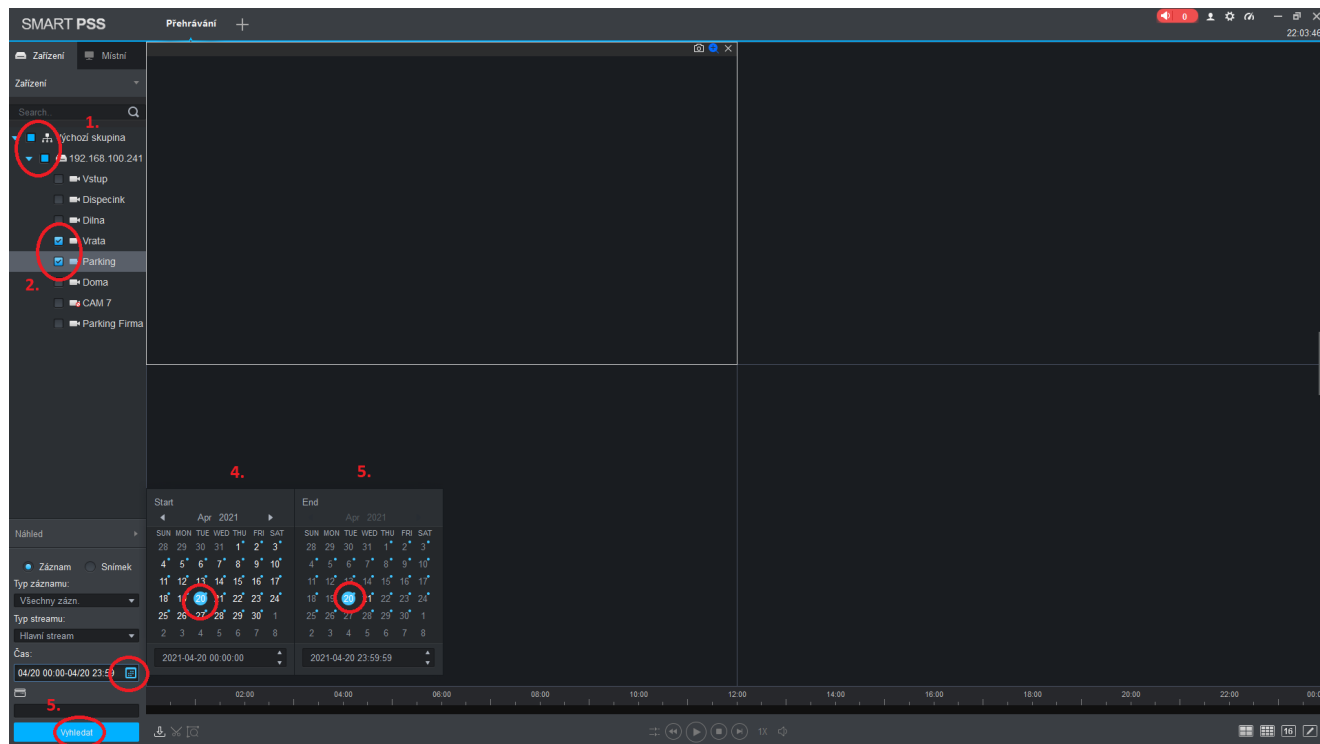 SMART PSS
Přehrávání
0
22:03:46
Zařízení
Místní
Zařízení
Search..
1.
Výchozí skupina
192.168.100.241
Vstup
Dispecink
Dilna
Vrata
Parking
2.
Doma
CAM 7
Parking Firma
4.
5.
Start
End
Apr 2021
Apr 2021
SUN MON TUE WED THU FRI SAT
SUN MON TUE WED THU FRI SAT
28 29 30 31 1 2 3
28 29 30 31 1 2 3
4 5 6 7 8 9 10
4 5 6 7 8 9 10
11 12 13 14 15 16 17
11 12 13 14 15 16 17
18 19 20 21 22 23 24
18 19 20 21 22 23 24
25 26 27 28 29 30 1
25 26 27 28 29 30 1
2 3 4 5 6 7 8
2 3 4 5 6 7 8
2021-04-20 00:00:00
2021-04-20 23:59:59
Náhled
Záznam
Snímek
Typ záznamu:
Všechny zázn.
Typ streamu:
Hlavní stream
Čas:
04/20 00:00-04/20 23:59
5.
Vyhledat
02:00 04:00 06:00 08:00 10:00 12:00 14:00 16:00 18:00 20:00 22:00
1X
16